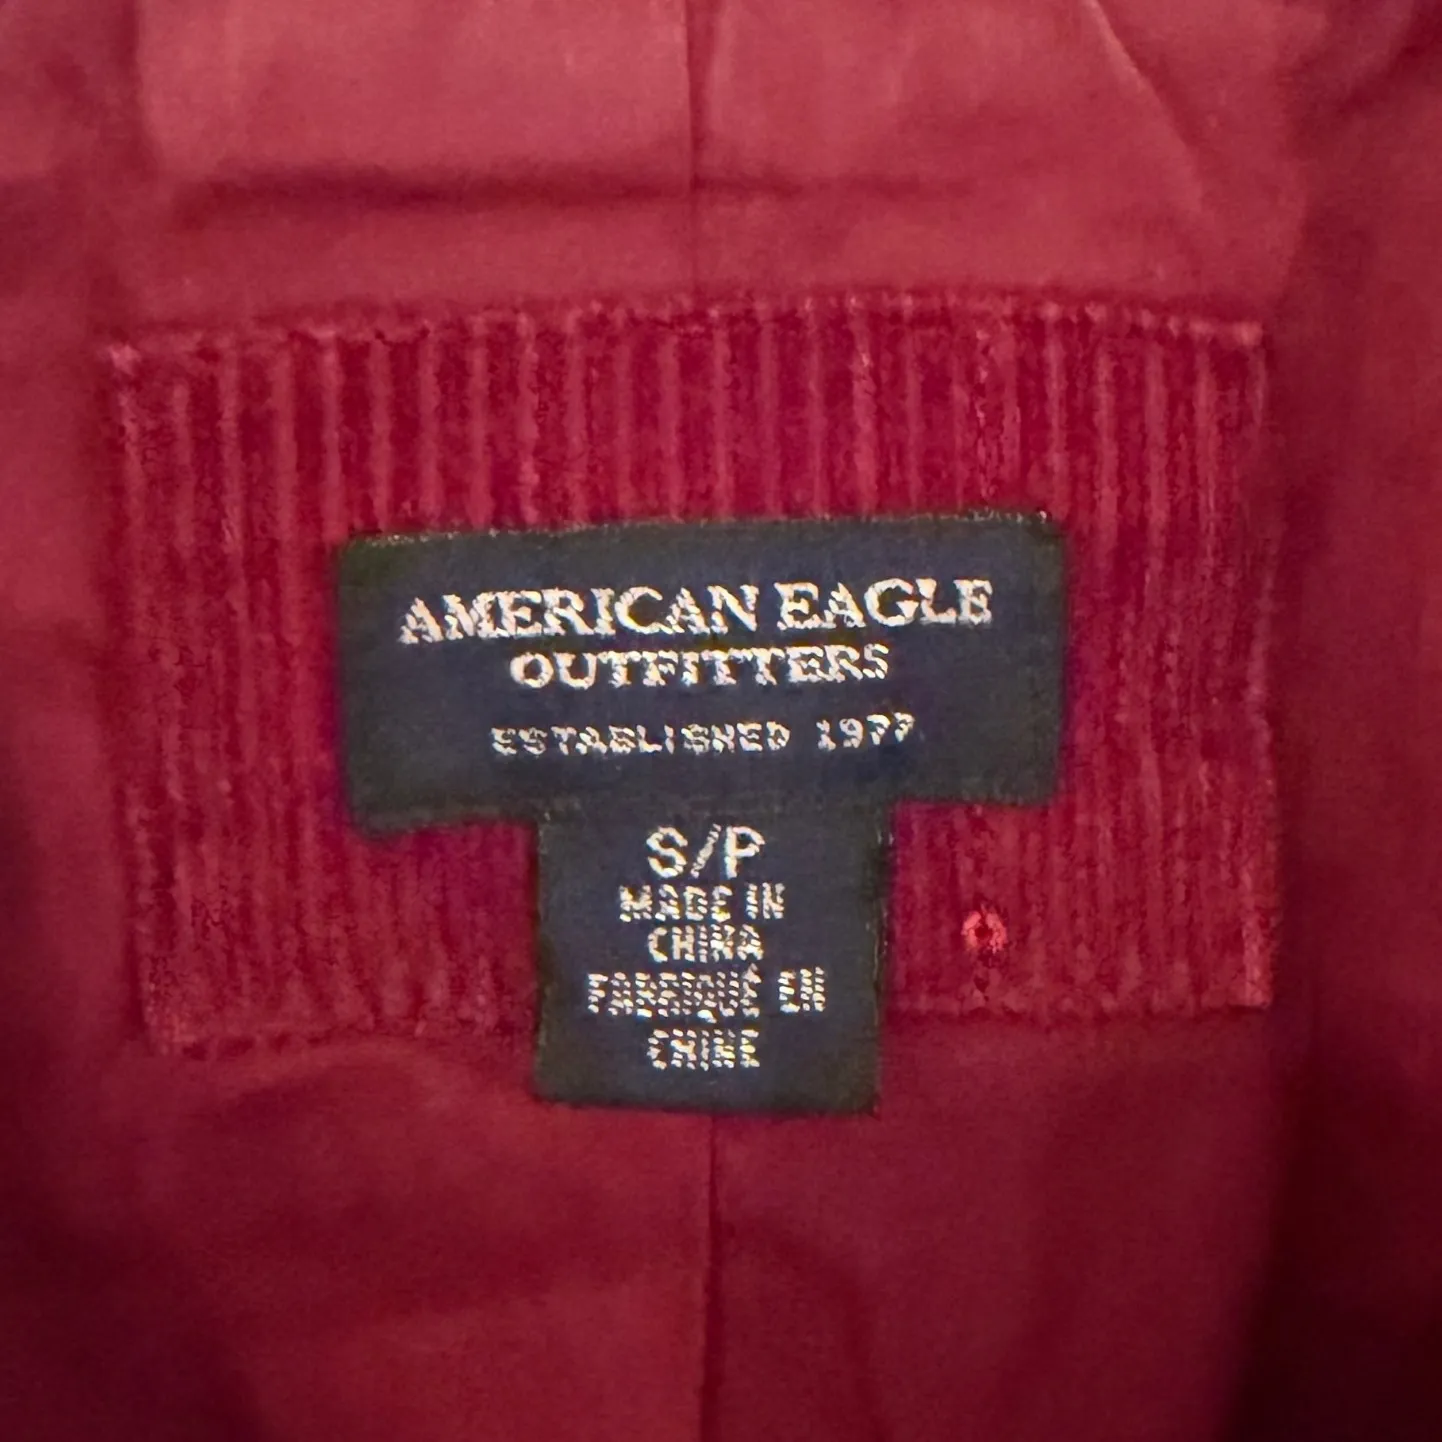 AMERICAN EAGLE
OUTFITTERS
ESTABLISHED 1977
S/P
MADE IN
CHINA
FABRIQUÉ EN
CHINE